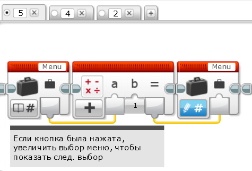 5 4 2
Menu Menu
a b =
1
Если кнопка была нажата,
увеличить выбор меню, чтобы
показать след. выбор